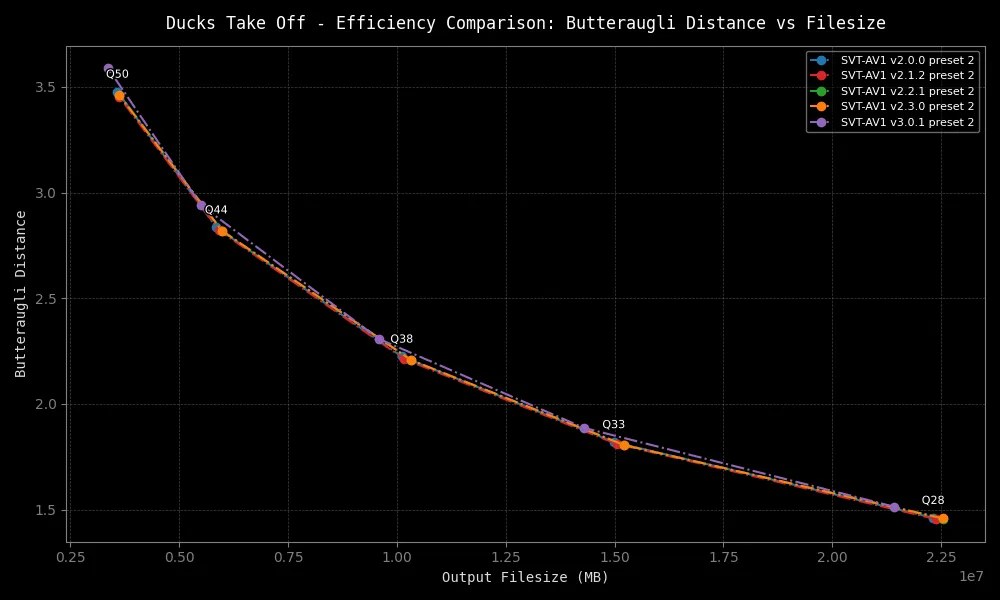 Ducks Take Off - Efficiency Comparison: Butteraugli Distance vs Filesize
SVT-AV1 v2.0.0 preset 2
SVT-AV1 v2.1.2 preset 2
SVT-AV1 v2.2.1 preset 2
SVT-AV1 v2.3.0 preset 2
SVT-AV1 v3.0.1 preset 2
Butteraugli Distance
3.5
3.0
2.5
2.0
1.5
Q50
Q44
Q38
Q33
Q28
0.25
0.50
0.75
1.00
1.25
1.50
1.75
2.00
2.25
1e7
Output Filesize (MB)